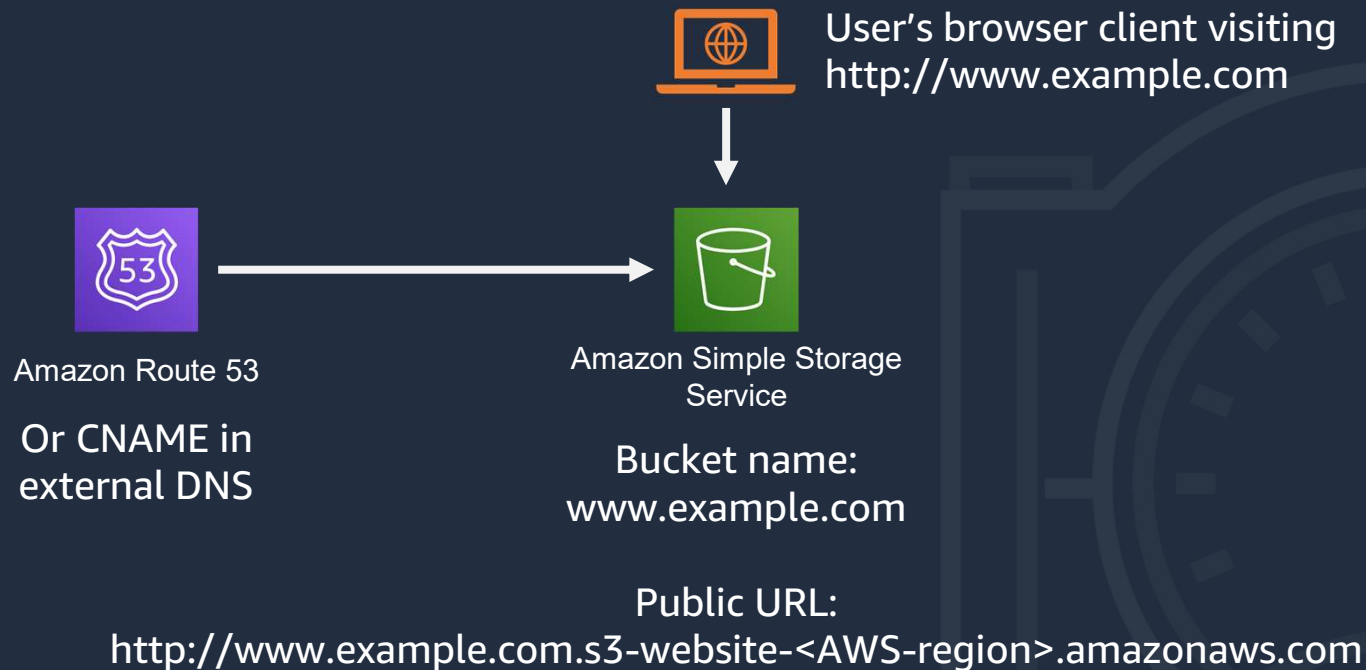 User’s browser client visiting
http://www.example.com
53
Amazon Route 53
Or CNAME in
external DNS
Amazon Simple Storage
Service
Bucket name:
www.example.com
Public URL:
http://www.example.com.s3-website-<AWS-region>.amazonaws.com